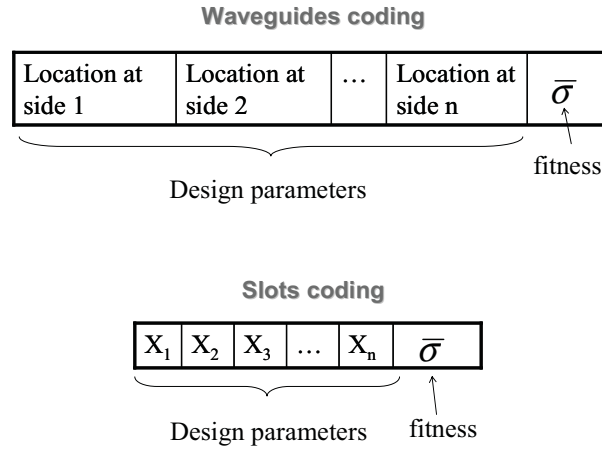 Waveguides coding
Location at Location at … Location at
side 1 side 2 side n σ̅
fitness
Design parameters
Slots coding
X₁ X₂ X₃ … Xₙ σ̅
Design parameters fitness